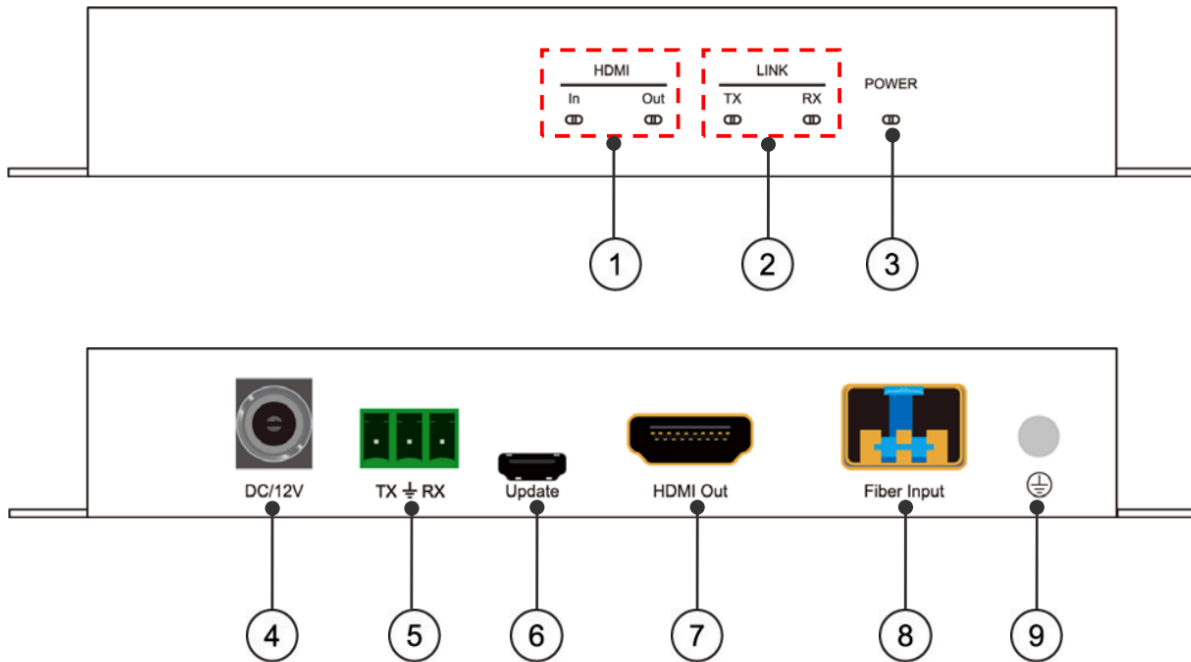 HDMI LINK
POWER
In Out TX RX
1 2 3
DC/12V TX ⏚ RX Update HDMI Out Fiber Input
4 5 6 7 8 9